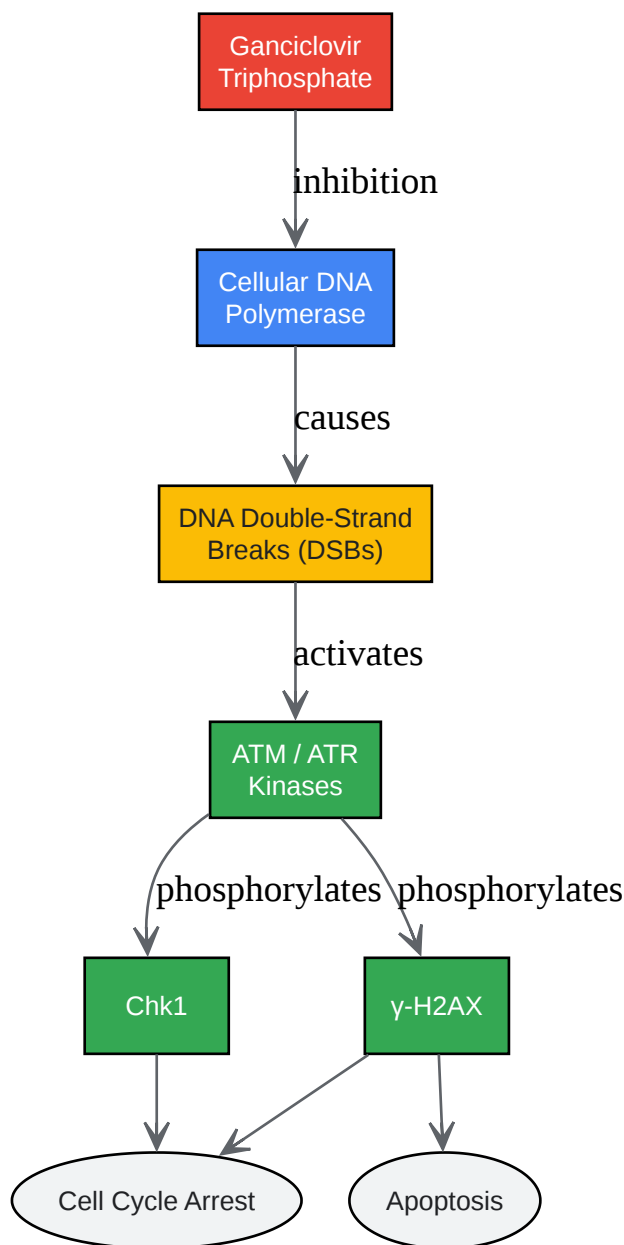 Ganciclovir
Triphosphate
inhibition
Cellular DNA
Polymerase
causes
DNA Double-Strand
Breaks (DSBs)
activates
ATM / ATR
Kinases
phosphorylates
phosphorylates
Chk1
γ-H2AX
Cell Cycle Arrest
Apoptosis